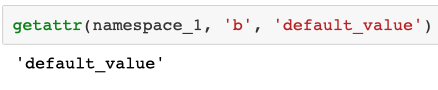 getattr(namespace_1, 'b', 'default_value')
'default_value'